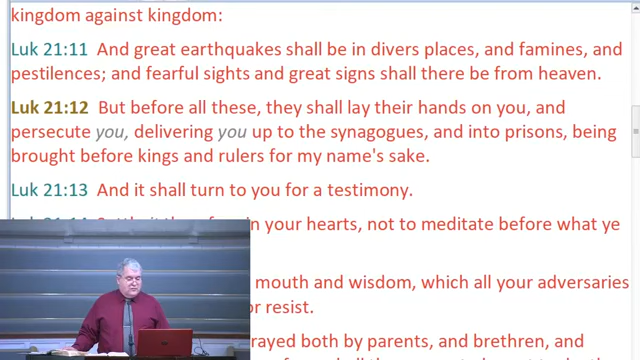 kingdom against kingdom:
Luk 21:11 And great earthquakes shall be in divers places, and famines, and
pestilences; and fearful sights and great signs shall there be from heaven.
Luk 21:12 But before all these, they shall lay their hands on you, and
persecute you, delivering you up to the synagogues, and into prisons, being
brought before kings and rulers for my name's sake.
Luk 21:13 And it shall turn to you for a testimony.
in your hearts, not to meditate before what ye
mouth and wisdom, which all your adversaries
or resist.
both by parents, and brethren, and